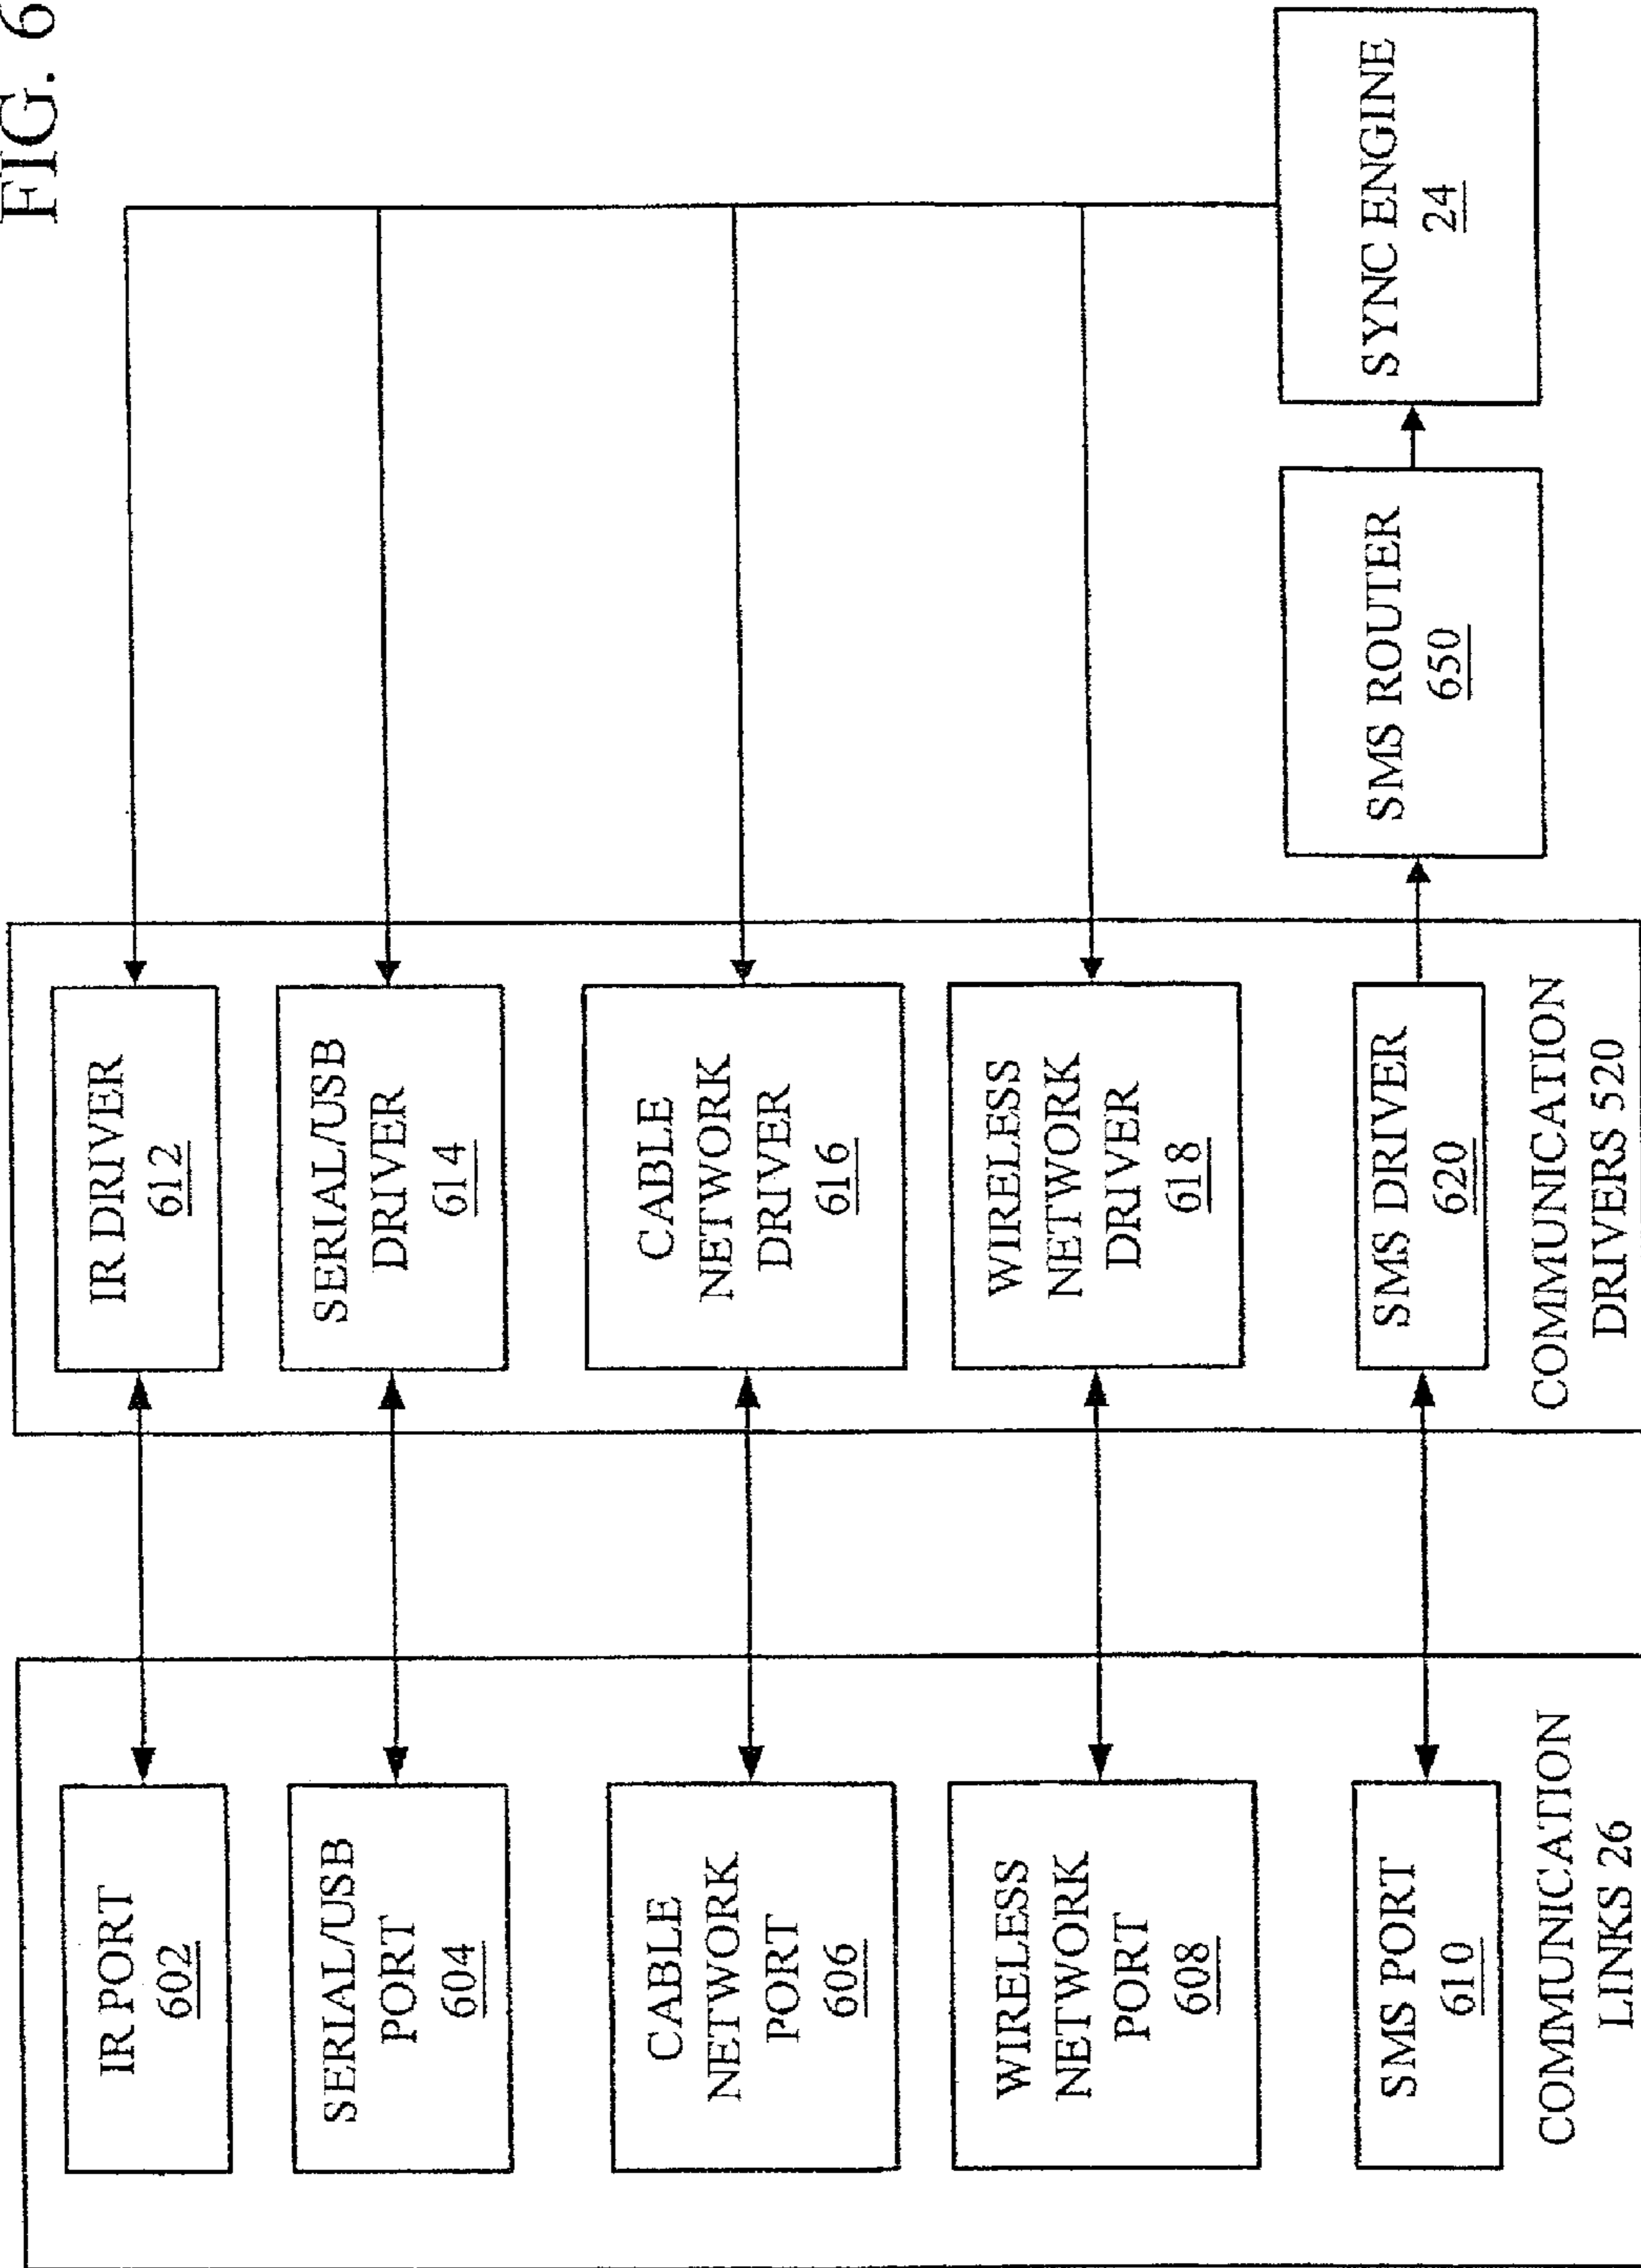 FIG. 6
IR PORT
602
SERIAL/USB
PORT
604
CABLE
NETWORK
PORT
606
WIRELESS
NETWORK
PORT
608
SMS PORT
610
COMMUNICATION
LINKS 26
IR DRIVER
612
SERIAL/USB
DRIVER
614
CABLE
NETWORK
DRIVER
616
WIRELESS
NETWORK
DRIVER
618
SMS DRIVER
620
COMMUNICATION
DRIVERS 520
SMS ROUTER
650
SYNC ENGINE
24